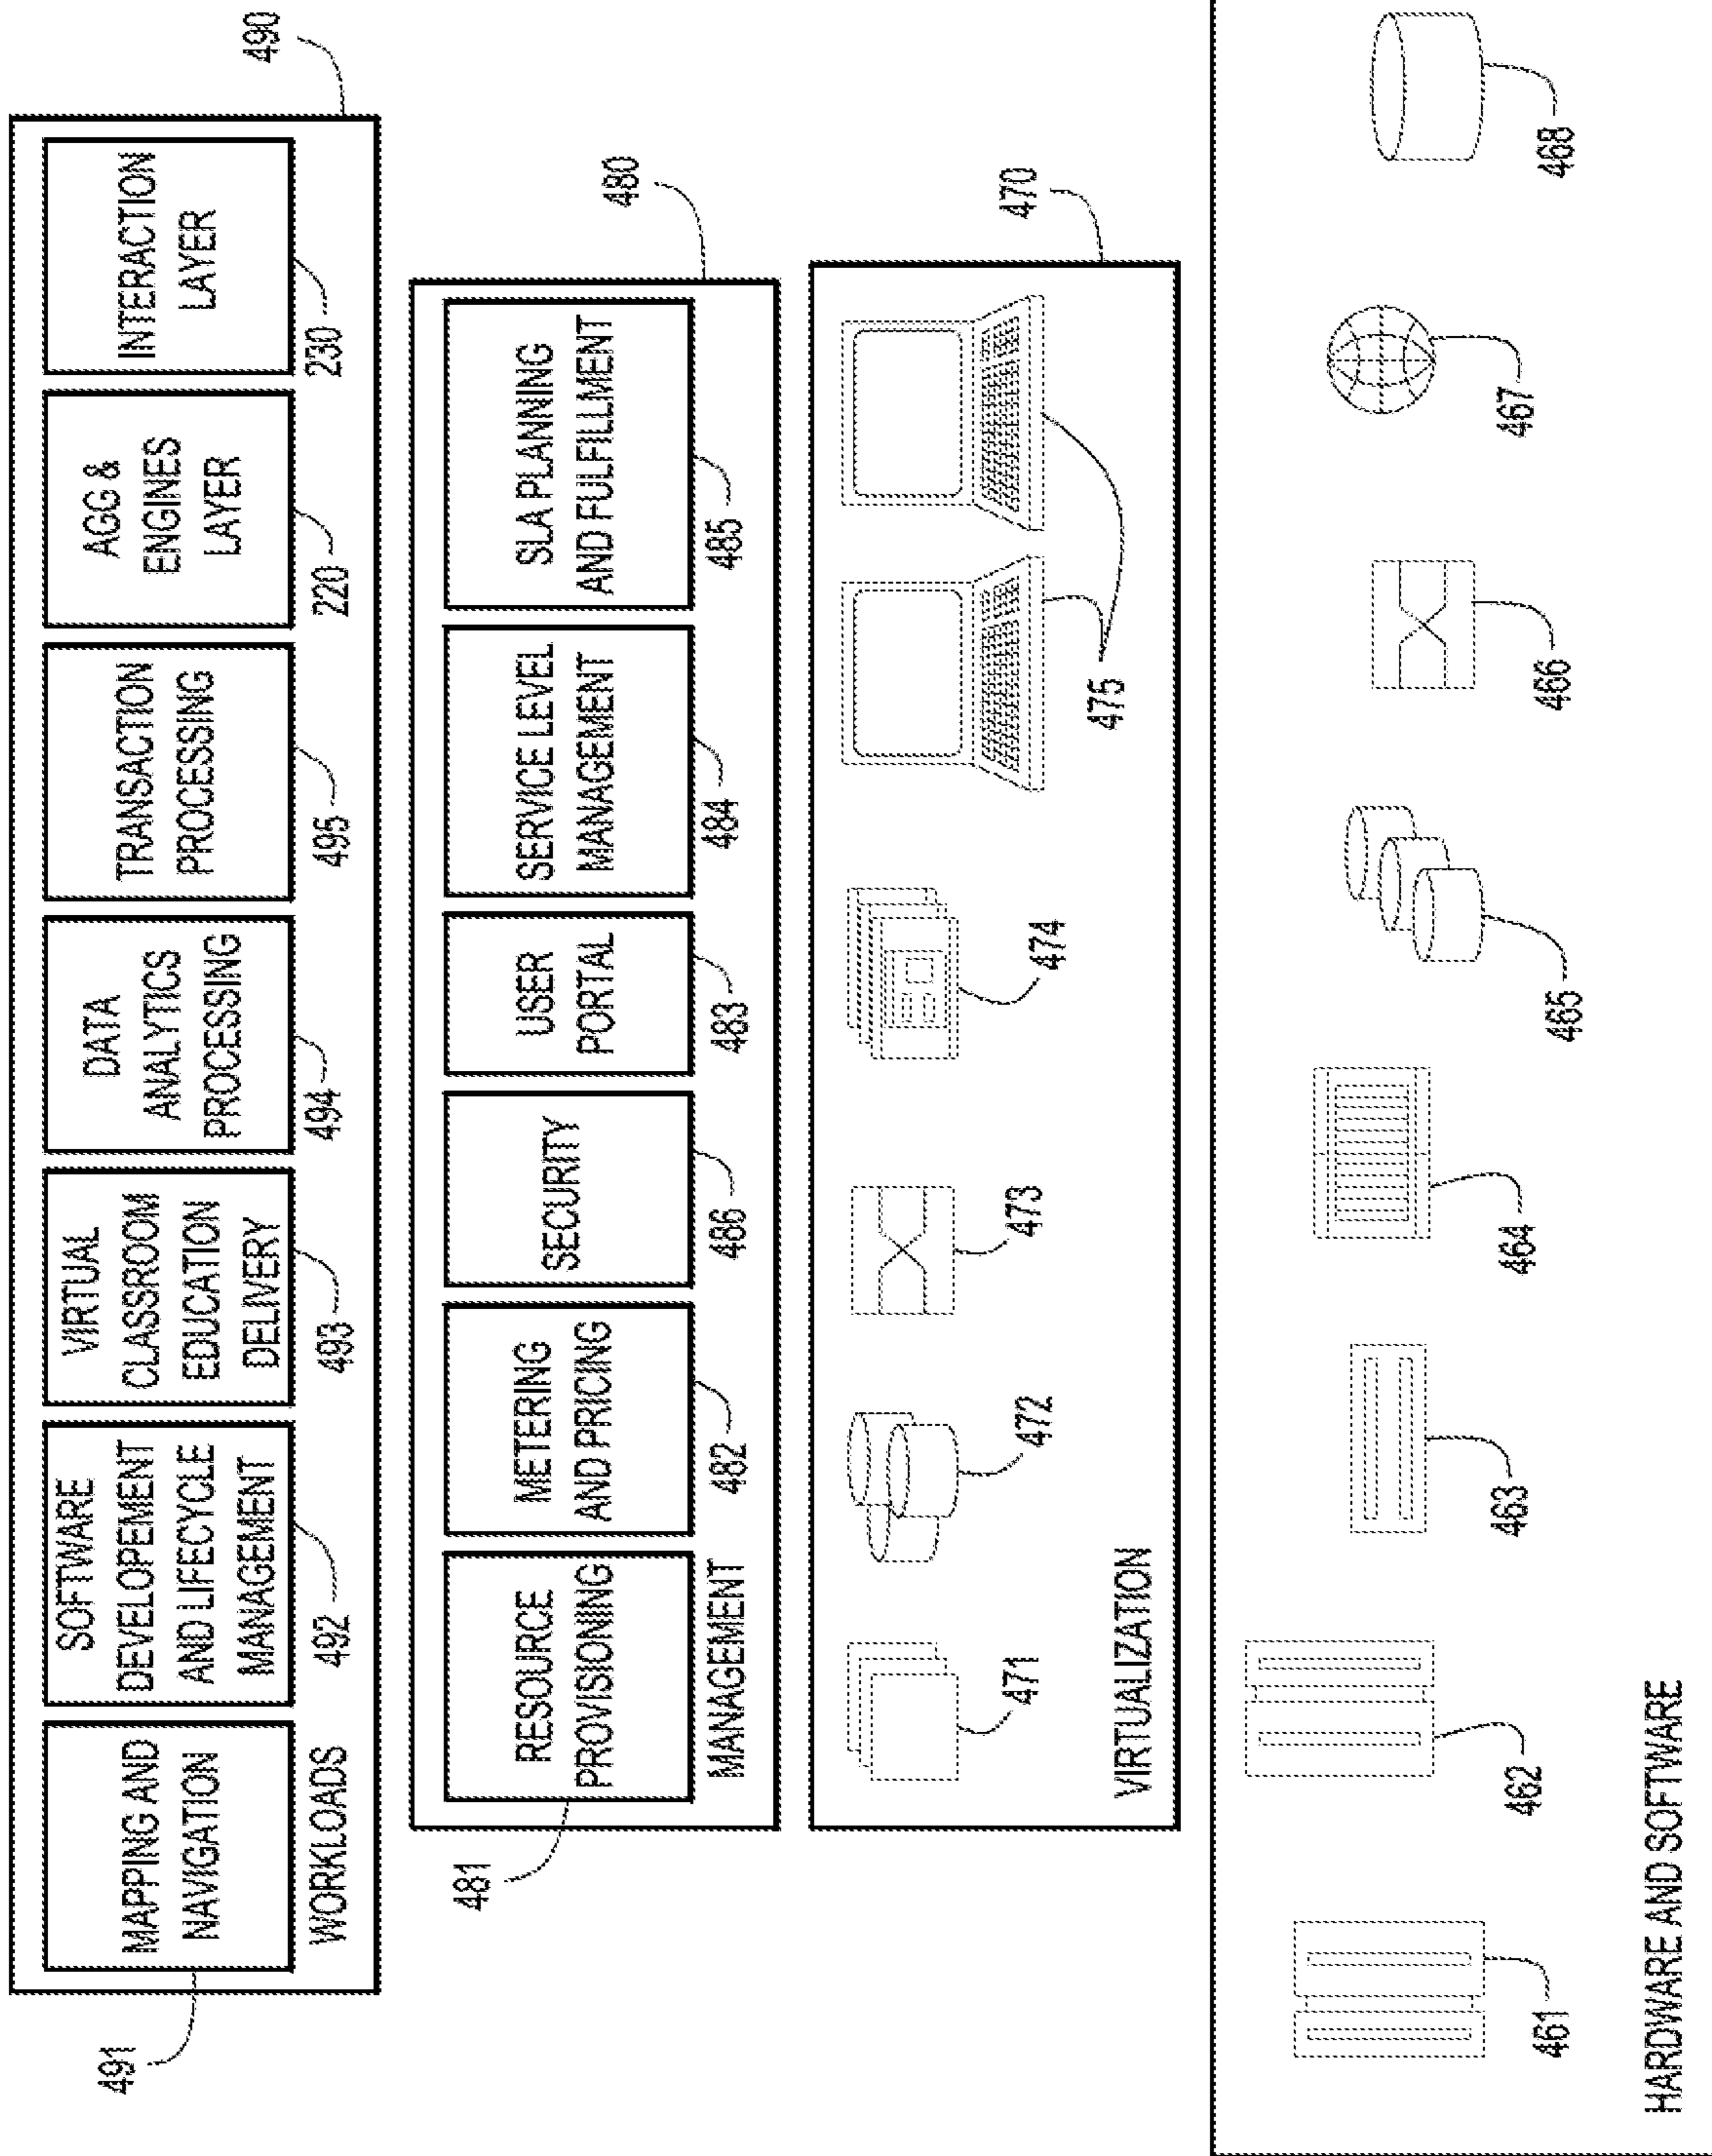 491
MAPPING AND
NAVIGATION
SOFTWARE
DEVELOPEMENT
AND LIFECYCLE
MANAGEMENT
492
VIRTUAL
CLASSROOM
EDUCATION
DELIVERY
493
DATA
ANALYTICS
PROCESSING
494
TRANSACTION
PROCESSING
495
AGG &
ENGINES
LAYER
220
INTERACTION
LAYER
230
490
WORKLOADS
481
RESOURCE
PROVISIONING
METERING
AND PRICING
482
SECURITY
486
USER
PORTAL
483
SERVICE LEVEL
MANAGEMENT
484
SLA PLANNING
AND FULFILLMENT
485
480
MANAGEMENT
471
472
473
474
475
470
VIRTUALIZATION
461
462
463
464
465
466
467
468
HARDWARE AND SOFTWARE